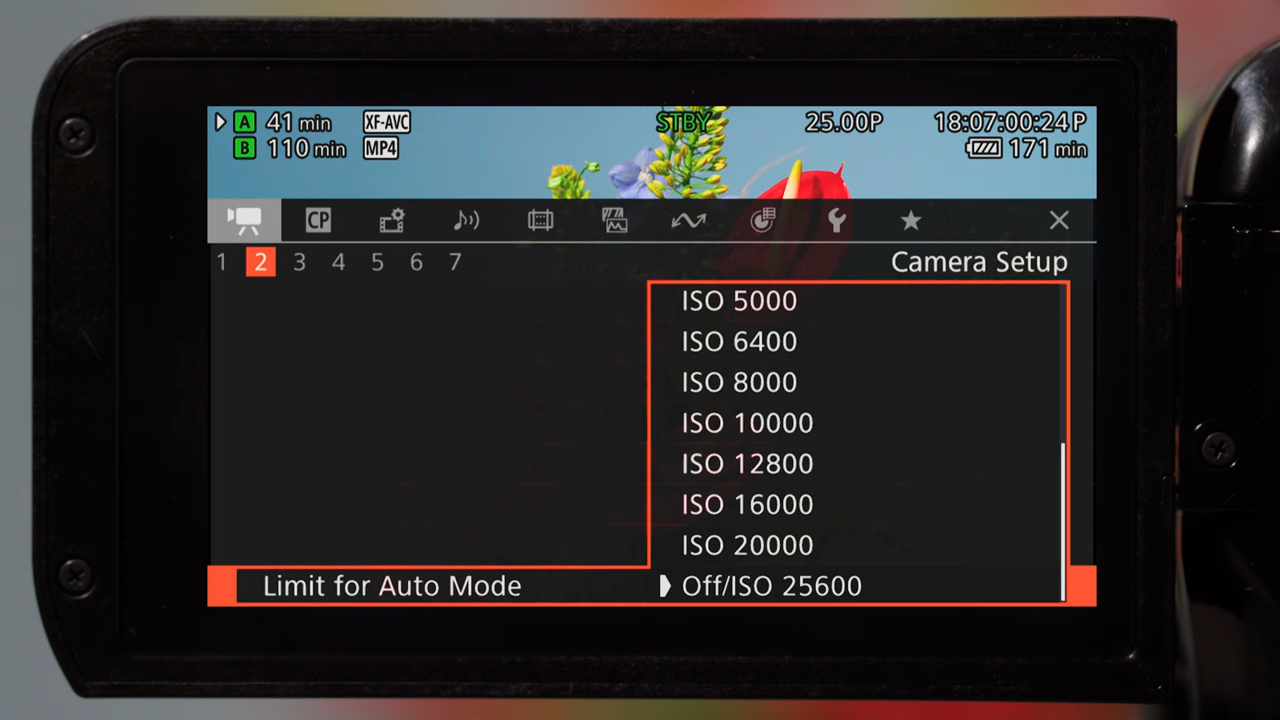 A 41 min XF-AVC STBY 25.00P 18:07:00:24 P
B 110 min MP4 171 min
CP
1 2 3 4 5 6 7 Camera Setup
ISO 5000
ISO 6400
ISO 8000
ISO 10000
ISO 12800
ISO 16000
ISO 20000
Limit for Auto Mode Off/ISO 25600